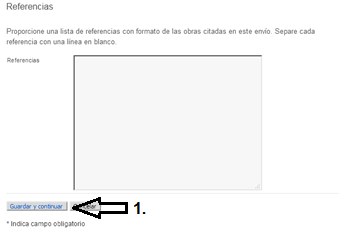 Referencias
Proporcione una lista de referencias con formato de las obras citadas en este envío. Separe cada
referencia con una línea en blanco.
Referencias
Guardar y continuar
1.
* Indica campo obligatorio